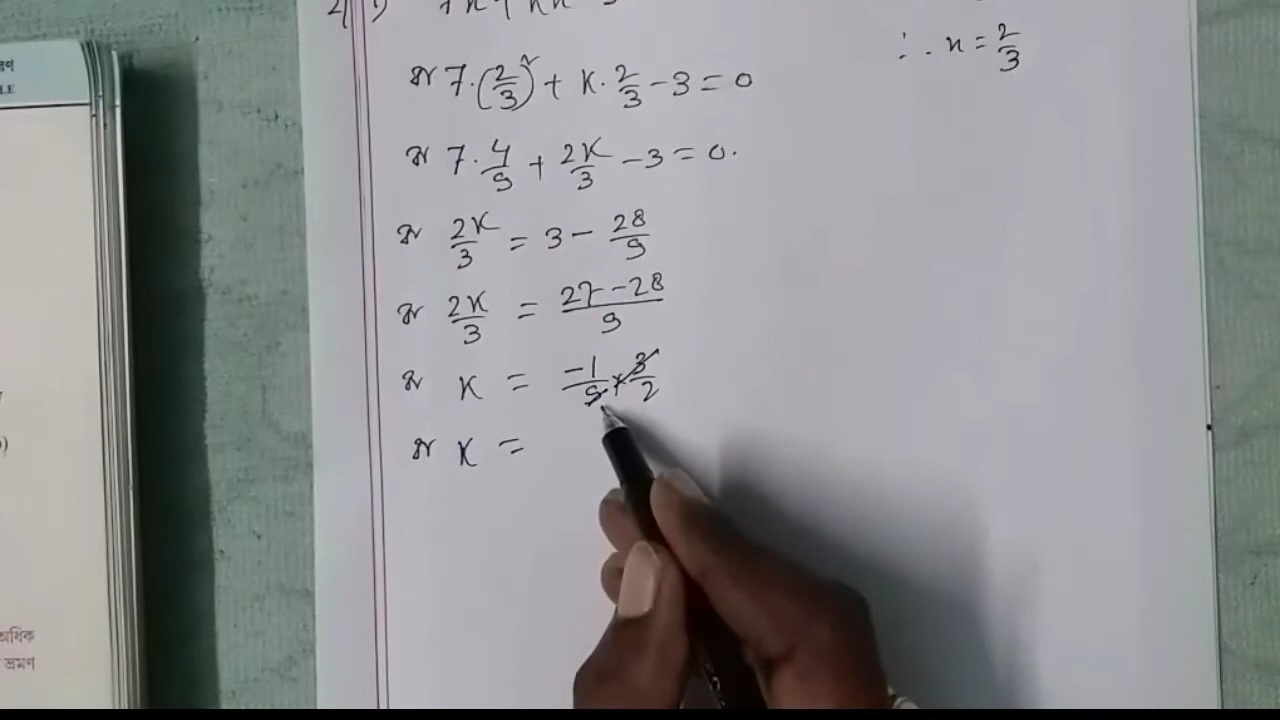 ∴ x = 2/3
বা 7·(2/3)² + K·2/3 − 3 = 0
বা 7·4/9 + 2K/3 − 3 = 0.
বা 2K/3 = 3 − 28/9
বা 2K/3 = 27−28/9
বা K = −1/9 × 3/2
বা K =
LE
অধিক
ভ্রমণ